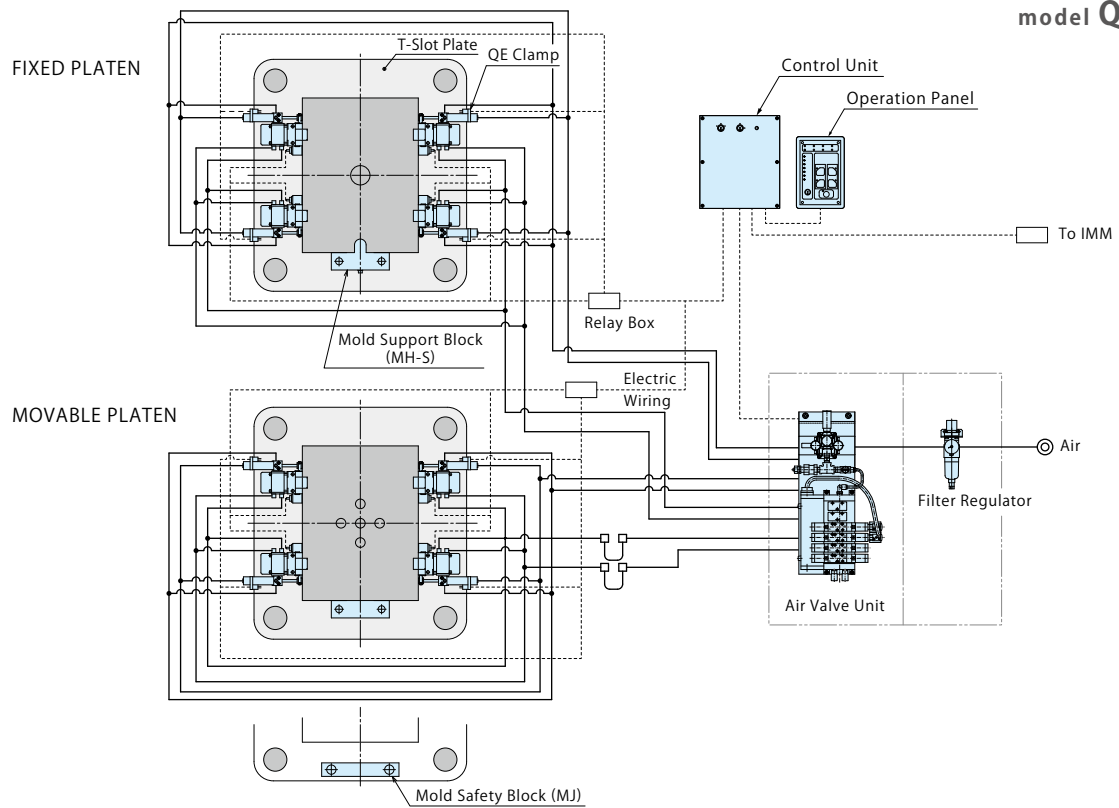 model Q
FIXED PLATEN
T-Slot Plate
QE Clamp
Control Unit
Operation Panel
To IMM
Relay Box
Mold Support Block
(MH-S)
Electric
Wiring
MOVABLE PLATEN
Air
Filter Regulator
Air Valve Unit
Mold Safety Block (MJ)